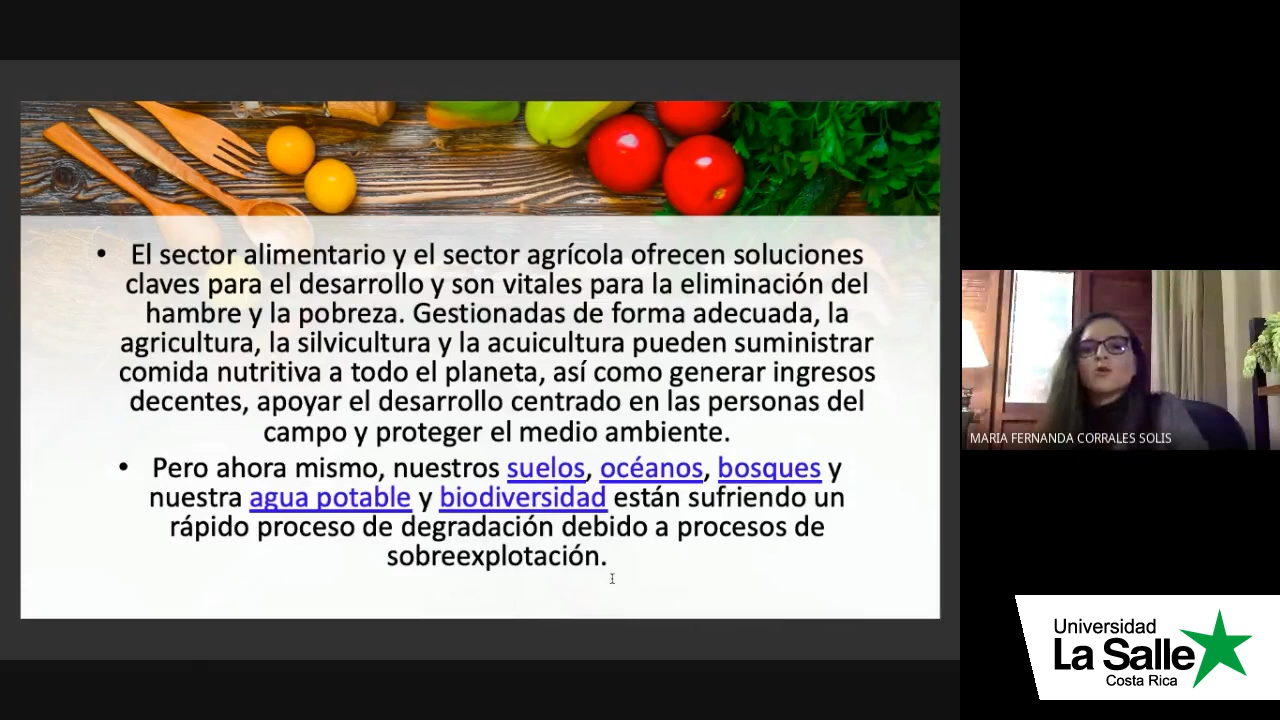 • El sector alimentario y el sector agrícola ofrecen soluciones
claves para el desarrollo y son vitales para la eliminación del
hambre y la pobreza. Gestionadas de forma adecuada, la
agricultura, la silvicultura y la acuicultura pueden suministrar
comida nutritiva a todo el planeta, así como generar ingresos
decentes, apoyar el desarrollo centrado en las personas del
campo y proteger el medio ambiente.
• Pero ahora mismo, nuestros suelos, océanos, bosques y
nuestra agua potable y biodiversidad están sufriendo un
rápido proceso de degradación debido a procesos de
sobreexplotación.
MARIA FERNANDA CORRALES SOLIS
Universidad
La Salle
Costa Rica